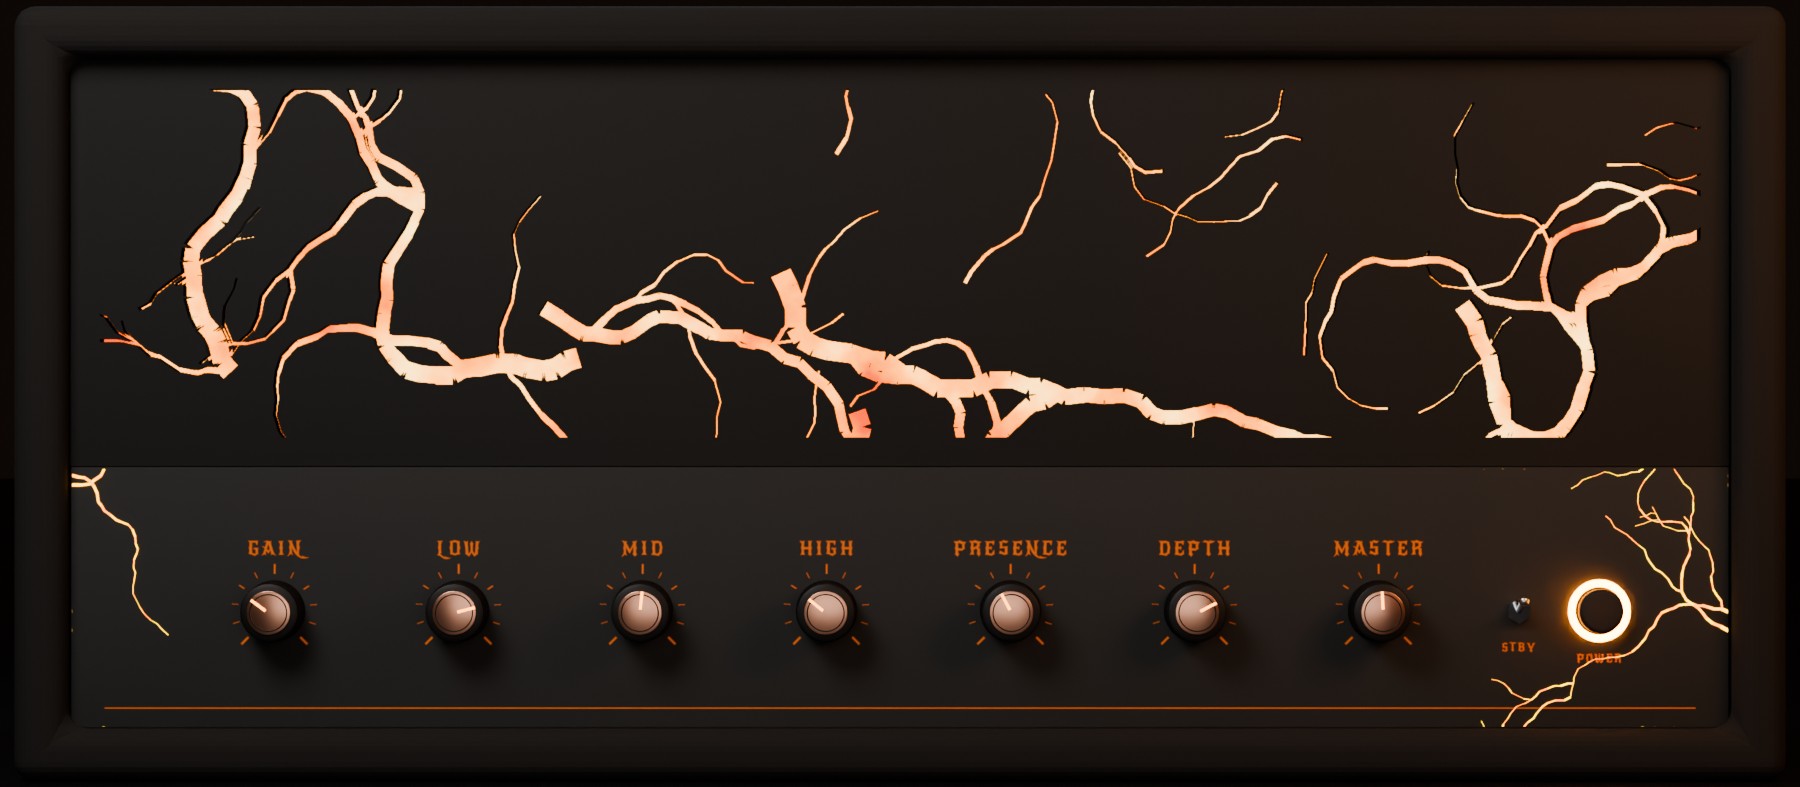 GAIN
LOW
MID
HIGH
PRESENCE
DEPTH
MASTER
STBY
POWER